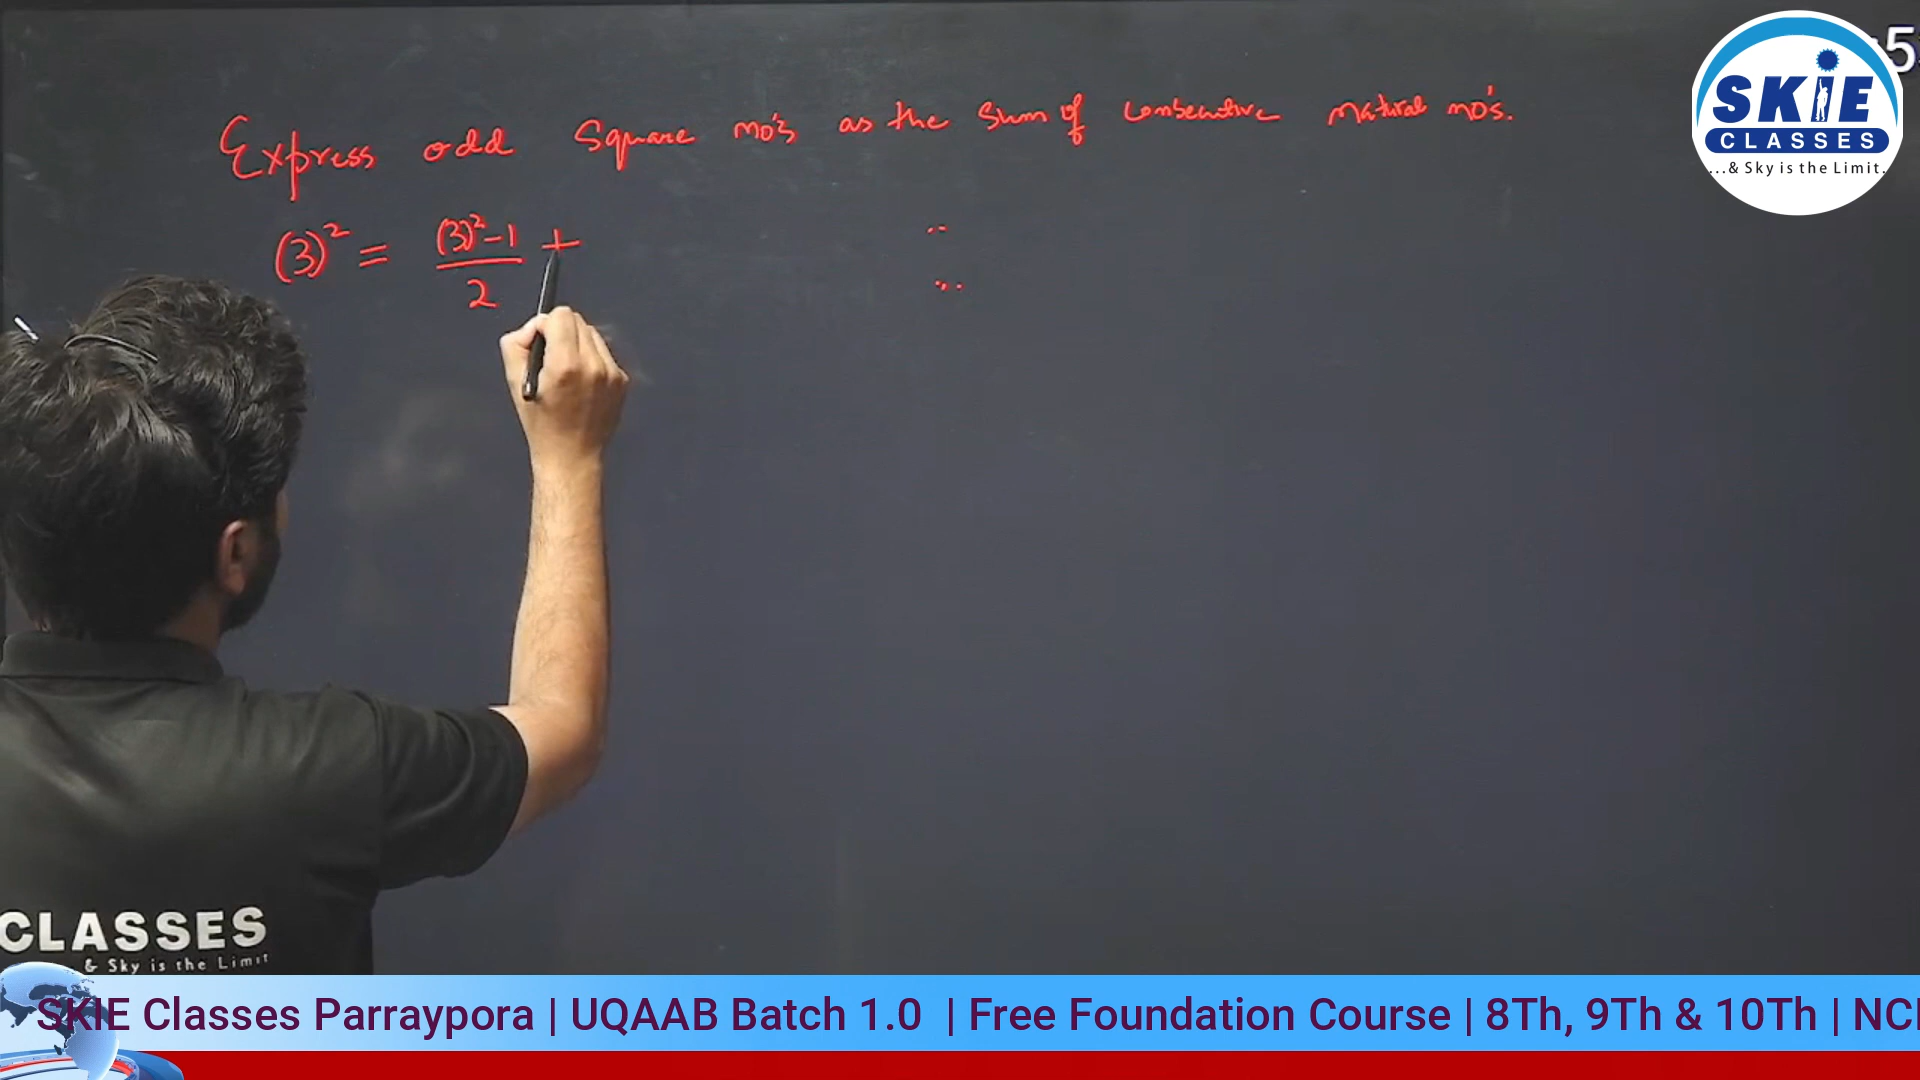 Express odd Square no's as the Sum of Consecutive natural no's.
(3)² = (3)²-1 / 2 +
SKIE
CLASSES
...& Sky is the Limit.
CLASSES
& Sky is the Limit
SKIE Classes Parraypora | UQAAB Batch 1.0 | Free Foundation Course | 8Th, 9Th & 10Th |